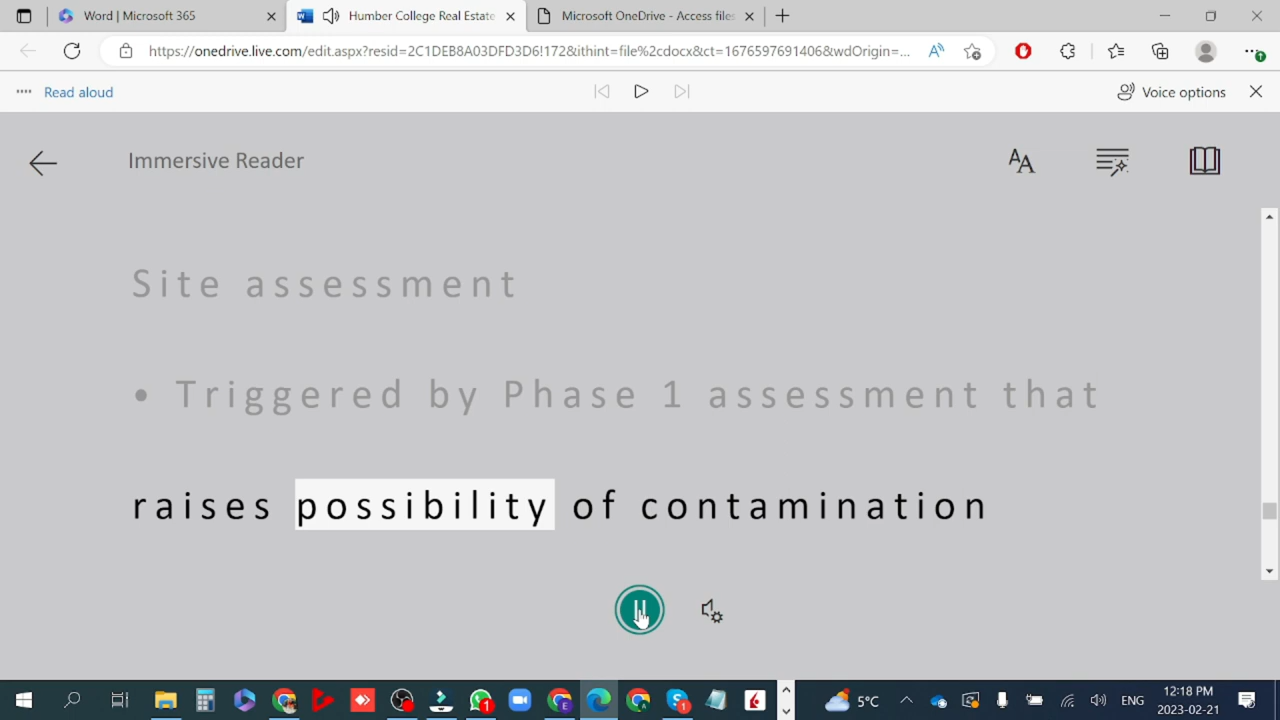 Word | Microsoft 365
Humber College Real Estate
Microsoft OneDrive - Access files
https://onedrive.live.com/edit.aspx?resid=2C1DEB8A03DFD3D6!172&ithint=file%2cdocx&ct=1676597691406&wdOrigin=...
Read aloud
Voice options
Immersive Reader
Site assessment
• Triggered by Phase 1 assessment that
raises possibility of contamination
5°C
ENG
12:18 PM
2023-02-21